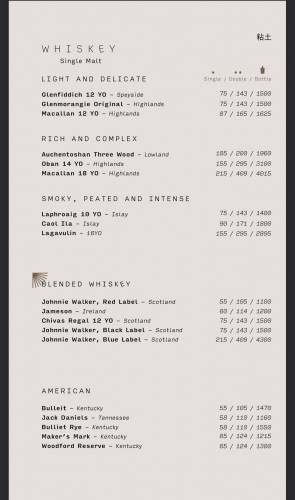 粘土
WHISKEY
Single Malt
Single / Double / Bottle
LIGHT AND DELICATE
Glenfiddich 12 YO – Speyside 75 / 143 / 1500
Glenmorangie Original – Highlands 75 / 143 / 1500
Macallan 12 YO – Highlands 87 / 165 / 1625
RICH AND COMPLEX
Auchentoshan Three Wood – Lowland 105 / 200 / 1960
Oban 14 YO – Highlands 155 / 295 / 3100
Macallan 18 YO – Highlands 215 / 409 / 4015
SMOKY, PEATED AND INTENSE
Laphroaig 10 YO – Islay 75 / 143 / 1400
Caol Ila – Islay 90 / 171 / 1800
Lagavulin – 16YO 155 / 295 / 2895
BLENDED WHISKEY
Johnnie Walker, Red Label – Scotland 55 / 105 / 1100
Jameson – Ireland 60 / 114 / 1200
Chivas Regal 12 YO – Scotland 75 / 143 / 1500
Johnnie Walker, Black Label – Scotland 75 / 143 / 1500
Johnnie Walker, Blue Label – Scotland 215 / 409 / 4300
AMERICAN
Bulleit – Kentucky 55 / 105 / 1470
Jack Daniels – Tennessee 58 / 110 / 1160
Bulliet Rye – Kentucky 58 / 110 / 1550
Maker's Mark – Kentucky 65 / 124 / 1215
Woodford Reserve – Kentucky 65 / 124 / 1300